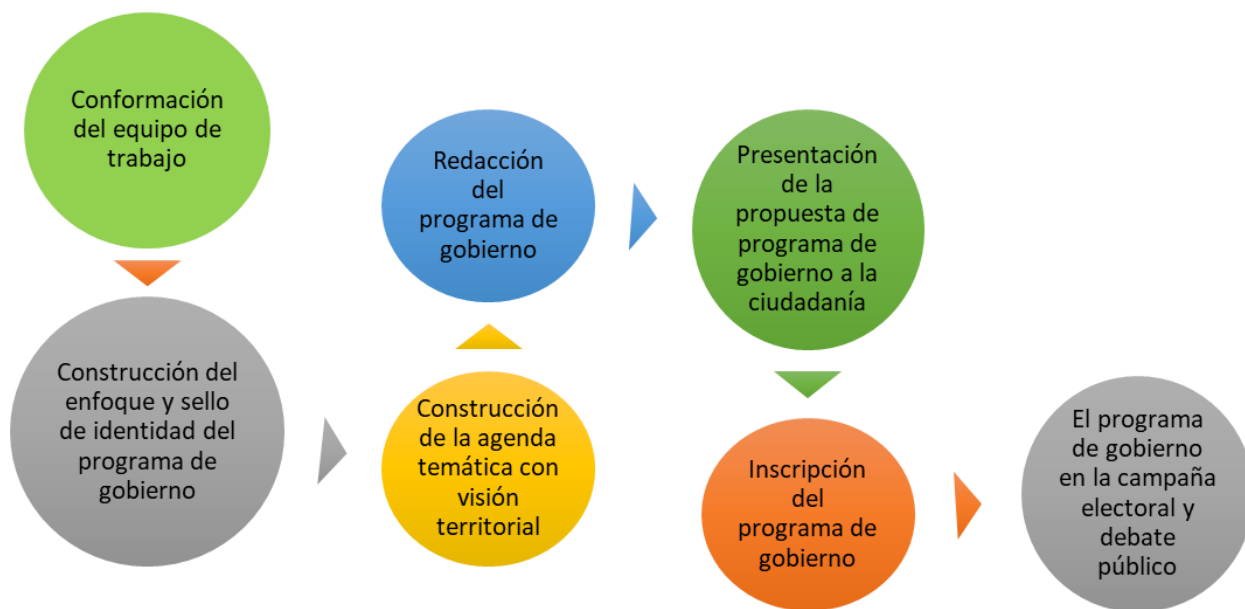 Conformación
del equipo de
trabajo
Construcción del
enfoque y sello
de identidad del
programa de
gobierno
Construcción
de la agenda
temática con
visión
territorial
Redacción
del
programa de
gobierno
Presentación
de la
propuesta de
programa de
gobierno a la
ciudadanía
Inscripción
del
programa de
gobierno
El programa
de gobierno
en la campaña
electoral y
debate
público